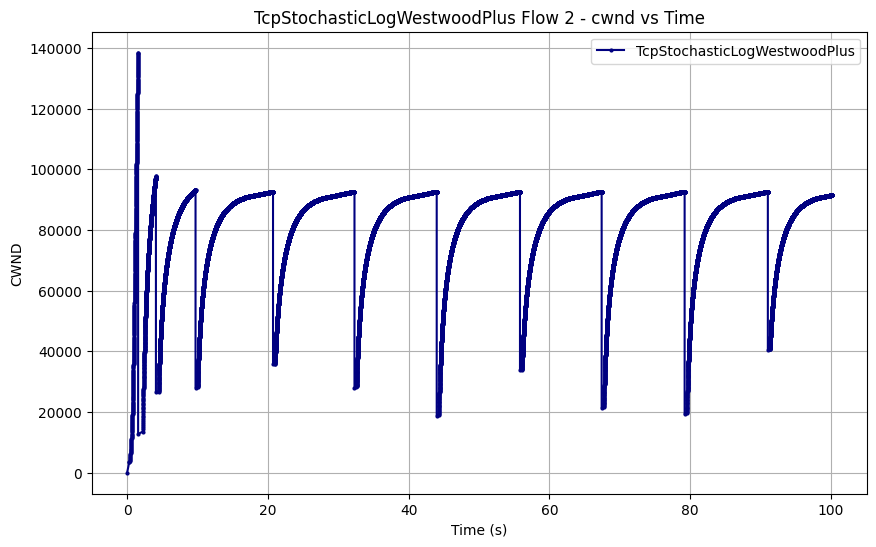 TcpStochasticLogWestwoodPlus Flow 2 - cwnd vs Time
TcpStochasticLogWestwoodPlus
140000
120000
100000
80000
60000
40000
20000
0
CWND
0 20 40 60 80 100
Time (s)